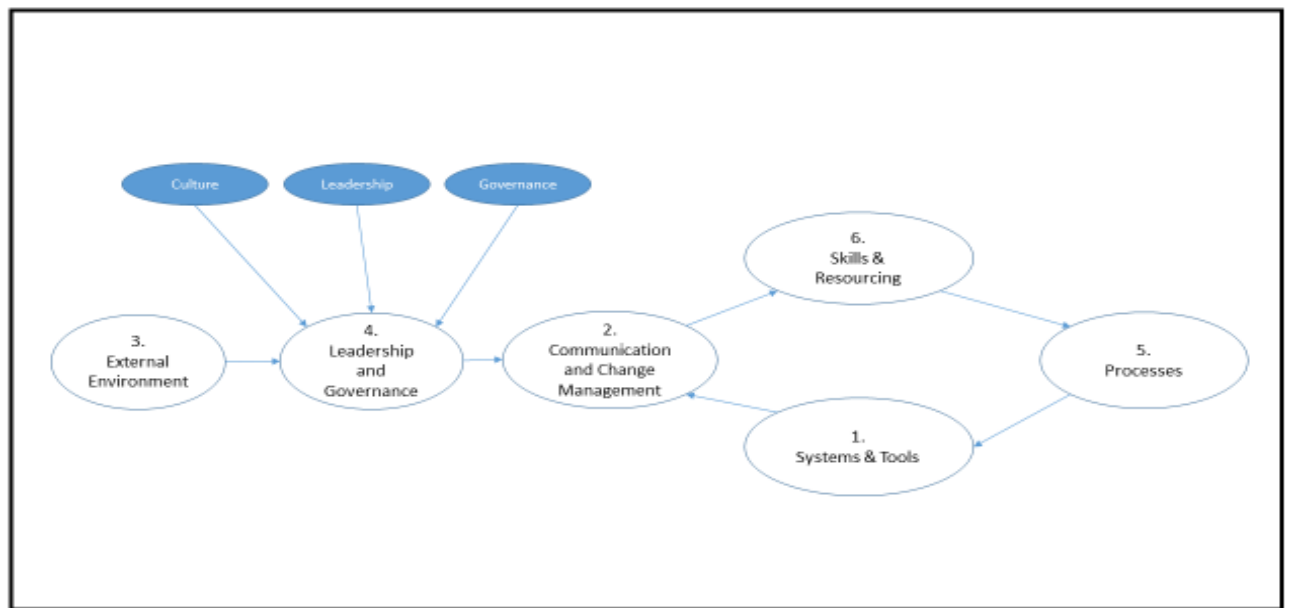 Culture
Leadership
Governance
3.
External
Environment
4.
Leadership
and
Governance
2.
Communication
and Change
Management
6.
Skills &
Resourcing
5.
Processes
1.
Systems & Tools